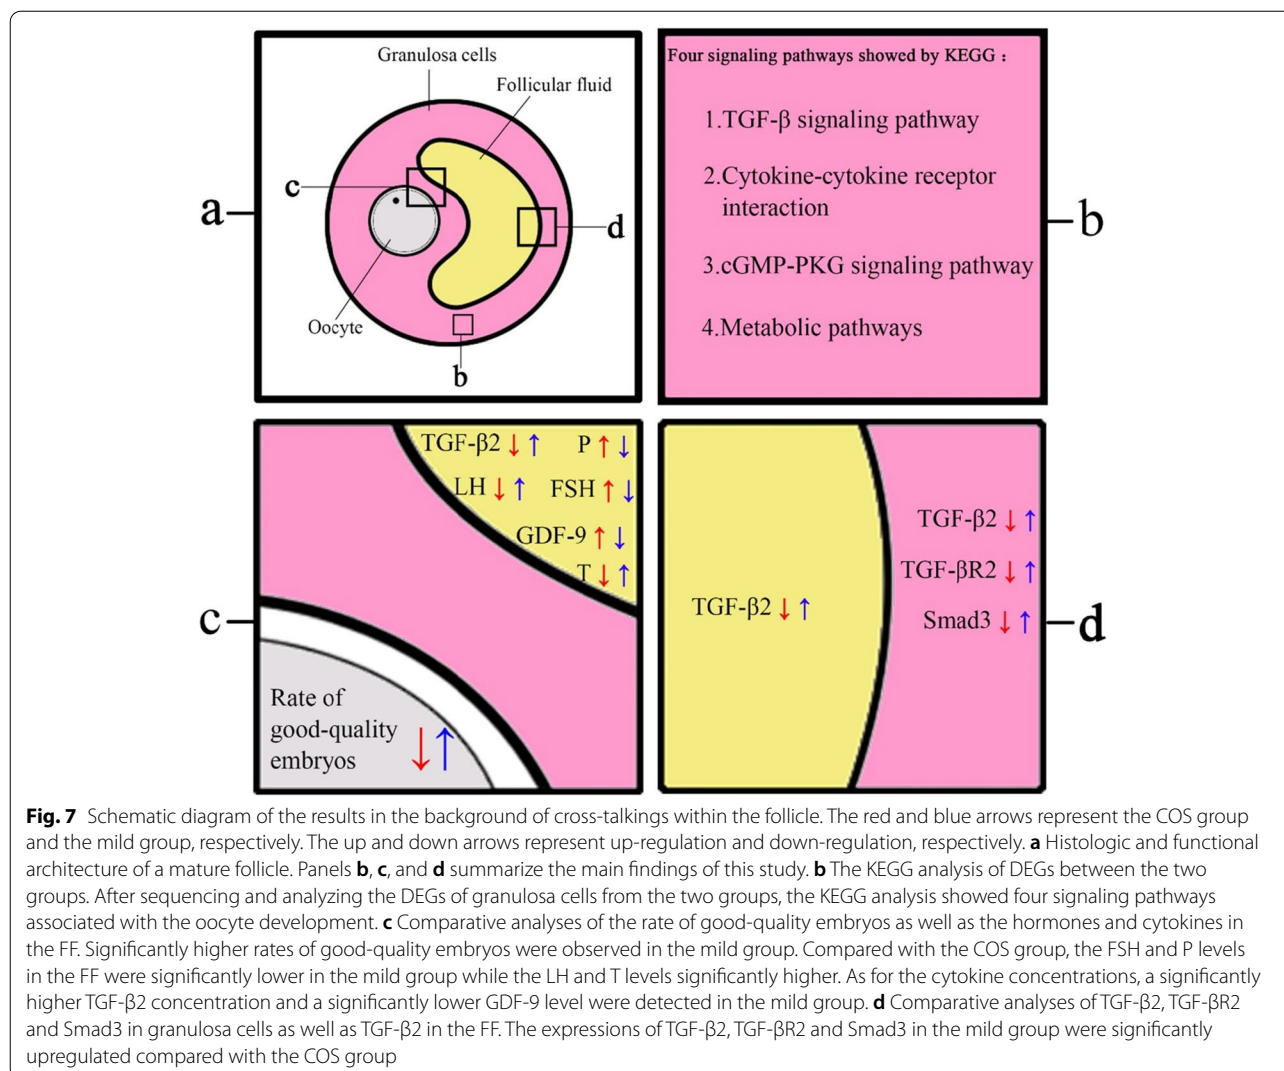 Granulosa cells
Follicular fluid
c
a
d
Oocyte
b
Four signaling pathways showed by KEGG :
1.TGF-β signaling pathway
2.Cytokine-cytokine receptor
interaction
b
3.cGMP-PKG signaling pathway
4.Metabolic pathways
TGF-β2 ↓ ↑ P ↑ ↓
LH ↓ ↑ FSH ↑ ↓
GDF-9 ↑ ↓
T ↓ ↑
c
Rate of
good-quality
embryos ↓ ↑
TGF-β2 ↓ ↑
TGF-βR2 ↓ ↑
TGF-β2 ↓ ↑
Smad3 ↓ ↑
d
Fig. 7 Schematic diagram of the results in the background of cross-talkings within the follicle. The red and blue arrows represent the COS group
and the mild group, respectively. The up and down arrows represent up-regulation and down-regulation, respectively. a Histologic and functional
architecture of a mature follicle. Panels b, c, and d summarize the main findings of this study. b The KEGG analysis of DEGs between the two
groups. After sequencing and analyzing the DEGs of granulosa cells from the two groups, the KEGG analysis showed four signaling pathways
associated with the oocyte development. c Comparative analyses of the rate of good-quality embryos as well as the hormones and cytokines in
the FF. Significantly higher rates of good-quality embryos were observed in the mild group. Compared with the COS group, the FSH and P levels
in the FF were significantly lower in the mild group while the LH and T levels significantly higher. As for the cytokine concentrations, a significantly
higher TGF-β2 concentration and a significantly lower GDF-9 level were detected in the mild group. d Comparative analyses of TGF-β2, TGF-βR2
and Smad3 in granulosa cells as well as TGF-β2 in the FF. The expressions of TGF-β2, TGF-βR2 and Smad3 in the mild group were significantly
upregulated compared with the COS group